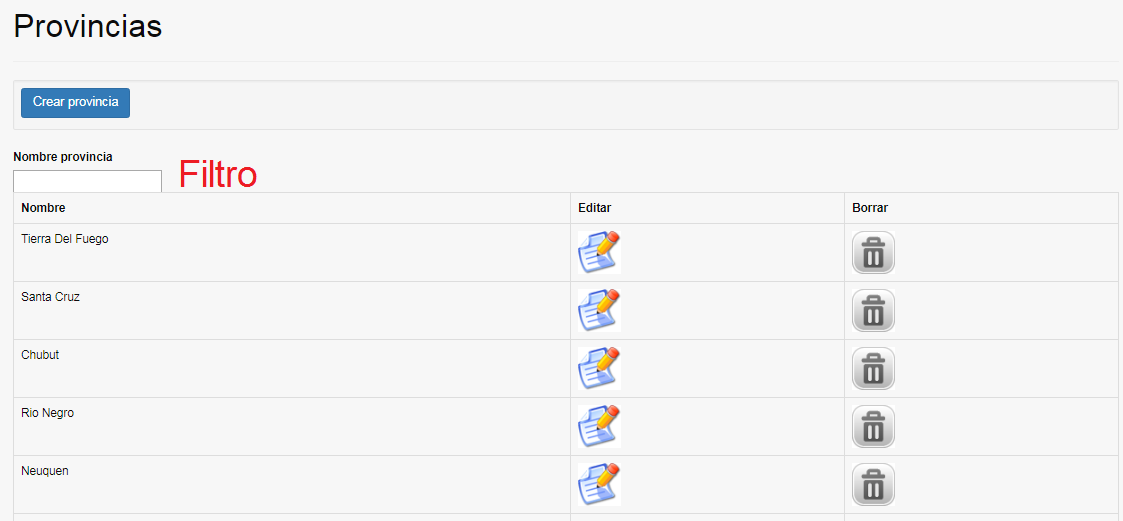 Provincias
Crear provincia
Nombre provincia
Filtro
Nombre Editar Borrar
Tierra Del Fuego
Santa Cruz
Chubut
Rio Negro
Neuquen